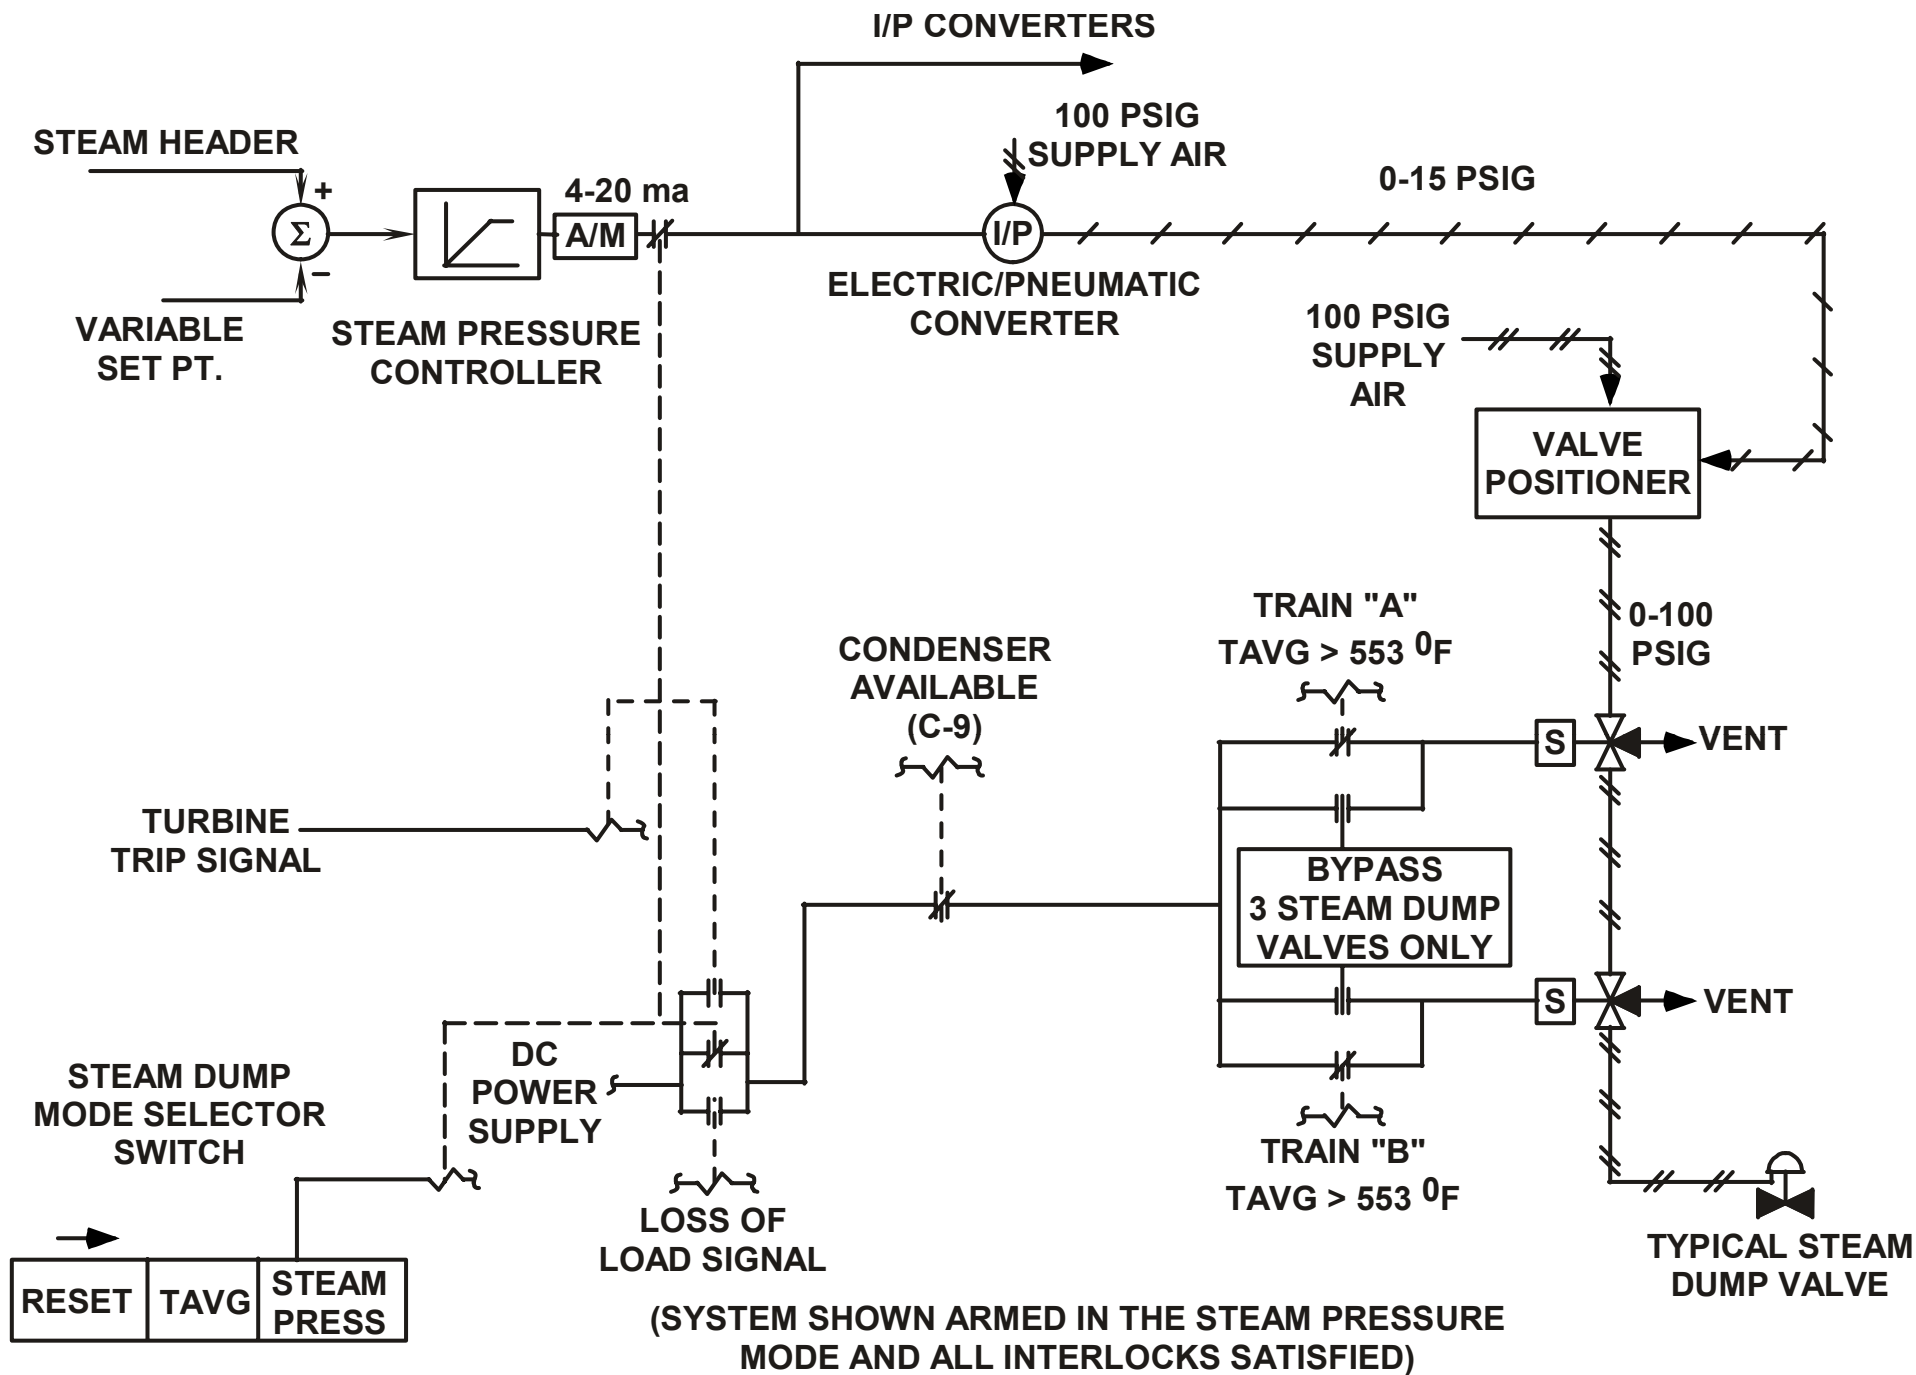 I/P CONVERTERS
100 PSIG
SUPPLY AIR
STEAM HEADER
+
4-20 ma
0-15 PSIG
Σ
A/M
I/P
−
VARIABLE
SET PT.
STEAM PRESSURE
CONTROLLER
ELECTRIC/PNEUMATIC
CONVERTER
100 PSIG
SUPPLY
AIR
VALVE
POSITIONER
0-100
PSIG
TRAIN "A"
TAVG > 553 ⁰F
CONDENSER
AVAILABLE
(C-9)
S
VENT
TURBINE
TRIP SIGNAL
BYPASS
3 STEAM DUMP
VALVES ONLY
S
VENT
DC
POWER
SUPPLY
STEAM DUMP
MODE SELECTOR
SWITCH
TRAIN "B"
TAVG > 553 ⁰F
LOSS OF
LOAD SIGNAL
RESET
TAVG
STEAM
PRESS
TYPICAL STEAM
DUMP VALVE
(SYSTEM SHOWN ARMED IN THE STEAM PRESSURE
MODE AND ALL INTERLOCKS SATISFIED)